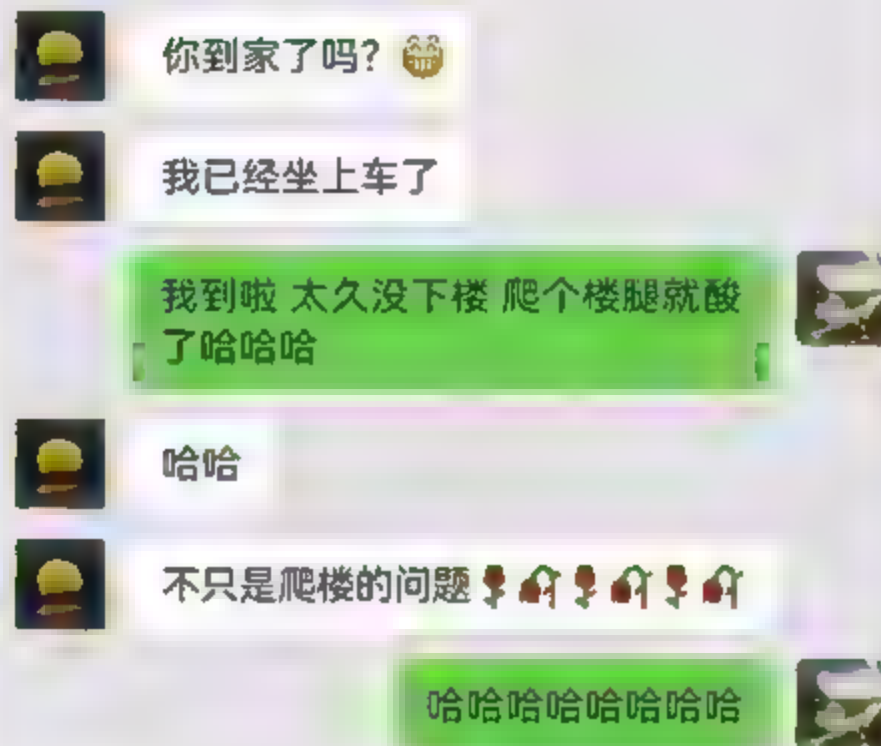 你到家了吗？😁
我已经坐上车了
我到啦 太久没下楼 爬个楼腿就酸
了哈哈哈
哈哈
不只是爬楼的问题🌹🥀🌹🥀🌹🥀
哈哈哈哈哈哈哈哈